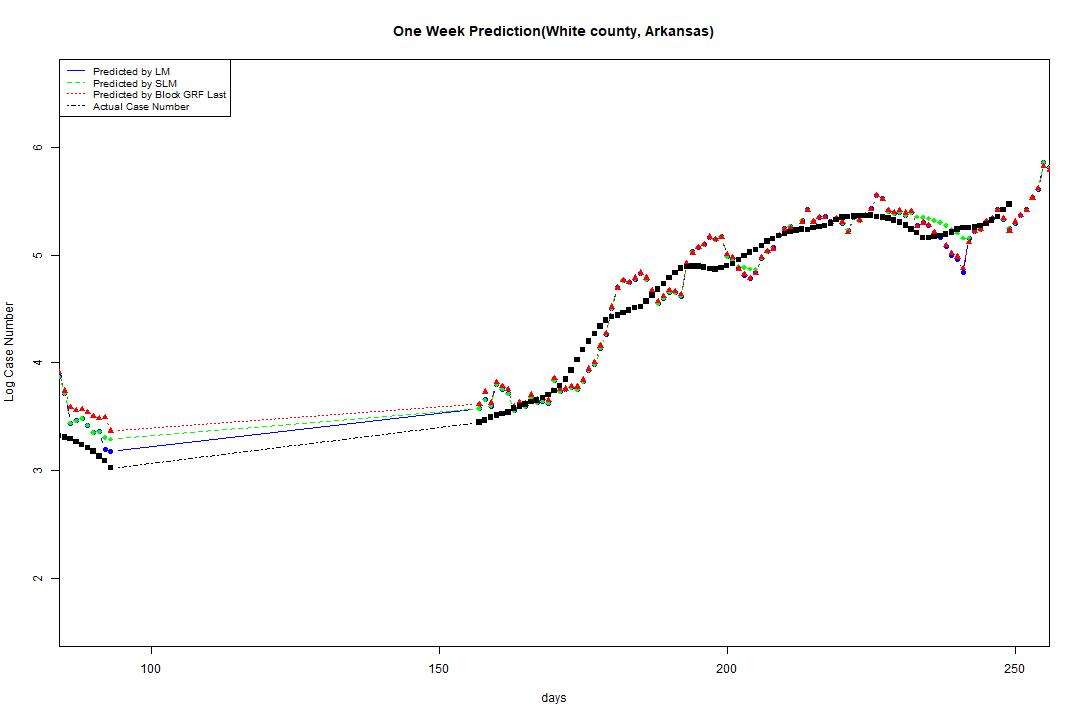 One Week Prediction(White county, Arkansas)
Predicted by LM
Predicted by SLM
Predicted by Block GRF Last
Actual Case Number
6
5
4
3
2
Log Case Number
100
150
200
250
days